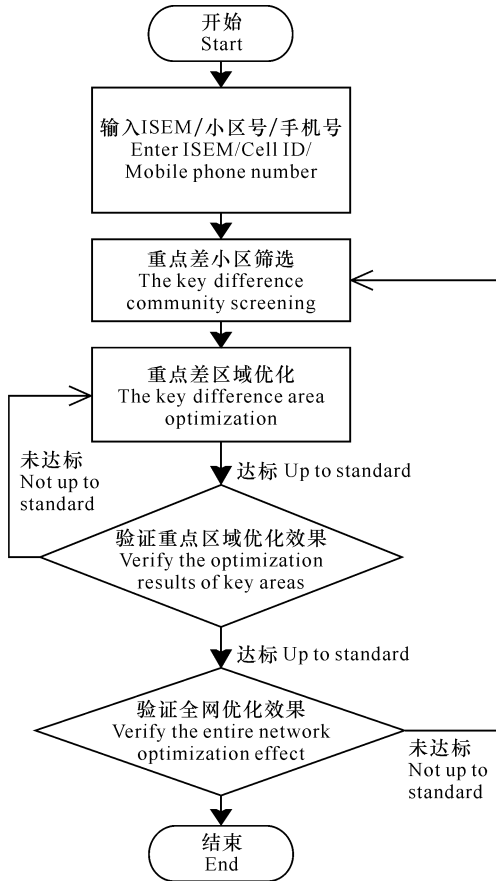 开始
Start
输入ISEM/小区号/手机号
Enter ISEM/Cell ID/
Mobile phone number
重点差小区筛选
The key difference
community screening
重点差区域优化
The key difference area
optimization
未达标
Not up to
standard
达标 Up to standard
验证重点区域优化效果
Verify the optimization
results of key areas
达标 Up to standard
验证全网优化效果
Verify the entire network
optimization effect
未达标
Not up to
standard
结束
End